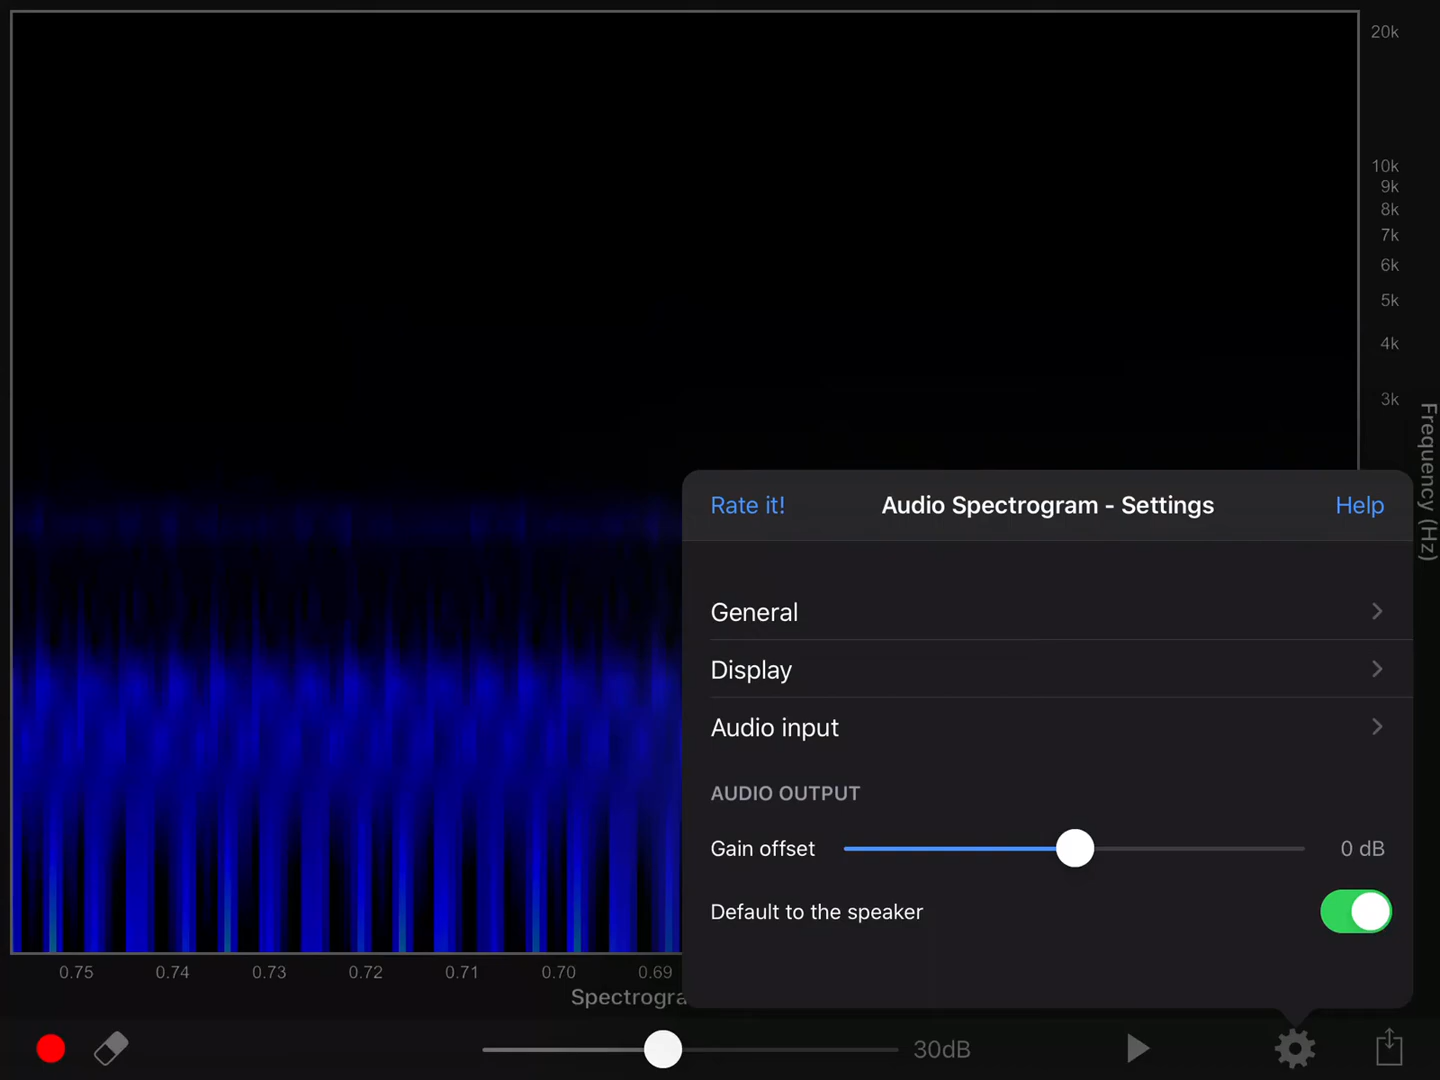 20k
10k
9k
8k
7k
6k
5k
4k
3k
Frequency (Hz)
Rate it!
Audio Spectrogram - Settings
Help
General
Display
Audio input
AUDIO OUTPUT
Gain offset
0 dB
Default to the speaker
0.75 0.74 0.73 0.72 0.71 0.70 0.69
Spectrogra
30dB